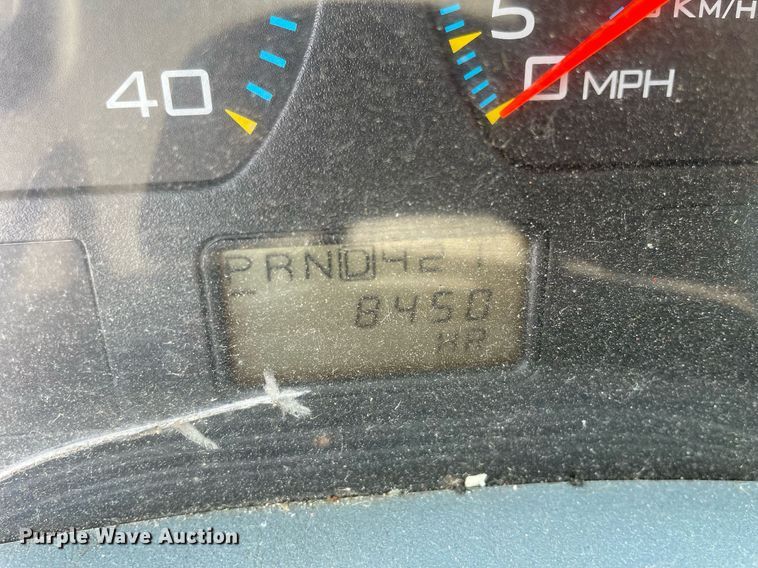 5 KM/H
40 0 MPH
PRND421
8450
HR
Purple Wave Auction